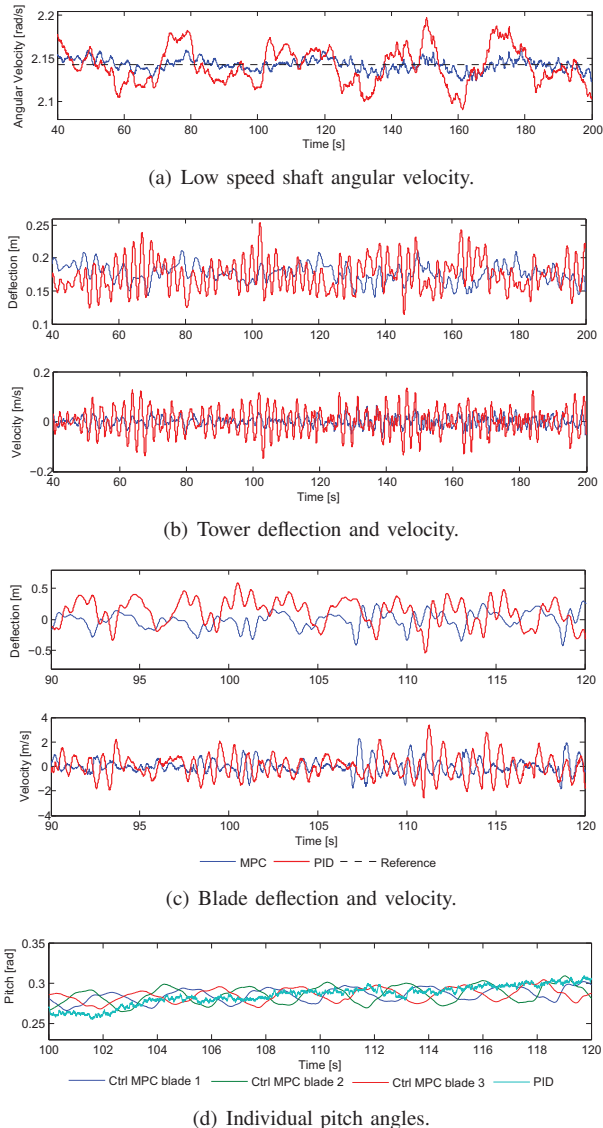 Angular Velocity [rad/s]
2.2
2.15
2.1
40 60 80 100 120 140 160 180 200
Time [s]
(a) Low speed shaft angular velocity.
Deflection [m]
0.25
0.2
0.15
0.1
40 60 80 100 120 140 160 180 200
Velocity [m/s]
0.2
0
−0.2
40 60 80 100 120 140 160 180 200
Time [s]
(b) Tower deflection and velocity.
Deflection [m]
0.5
0
−0.5
90 95 100 105 110 115 120
Velocity [m/s]
4
2
0
−2
−4
90 95 100 105 110 115 120
Time [s]
MPC PID Reference
(c) Blade deflection and velocity.
Pitch [rad]
0.35
0.3
0.25
100 102 104 106 108 110 112 114 116 118 120
Time [s]
Ctrl MPC blade 1 Ctrl MPC blade 2 Ctrl MPC blade 3 PID
(d) Individual pitch angles.